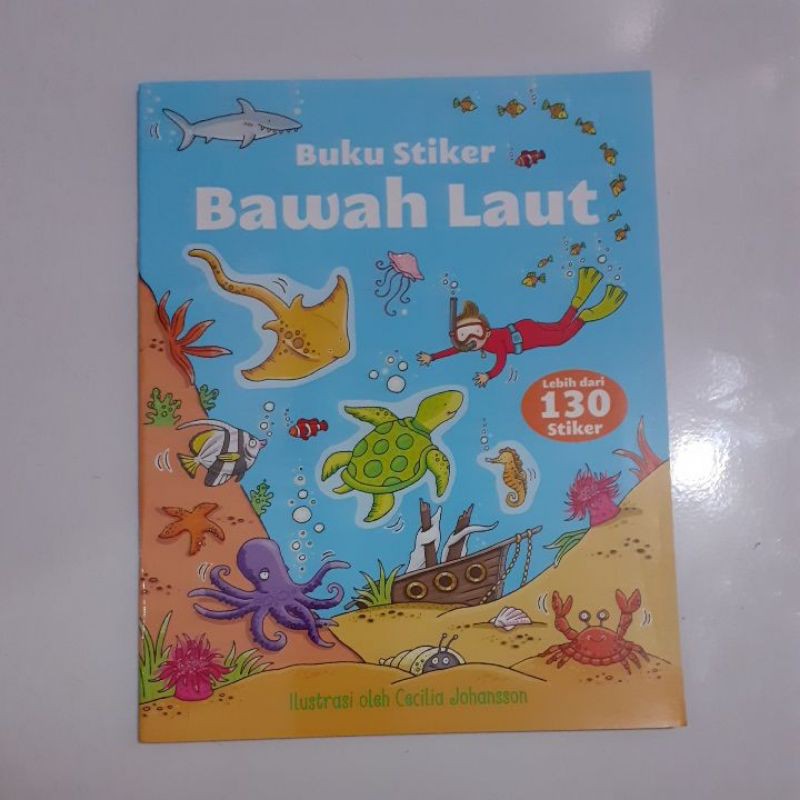 Buku Stiker
Bawah Laut
Lebih dari
130
Stiker
Ilustrasi oleh Cecilia Johansson